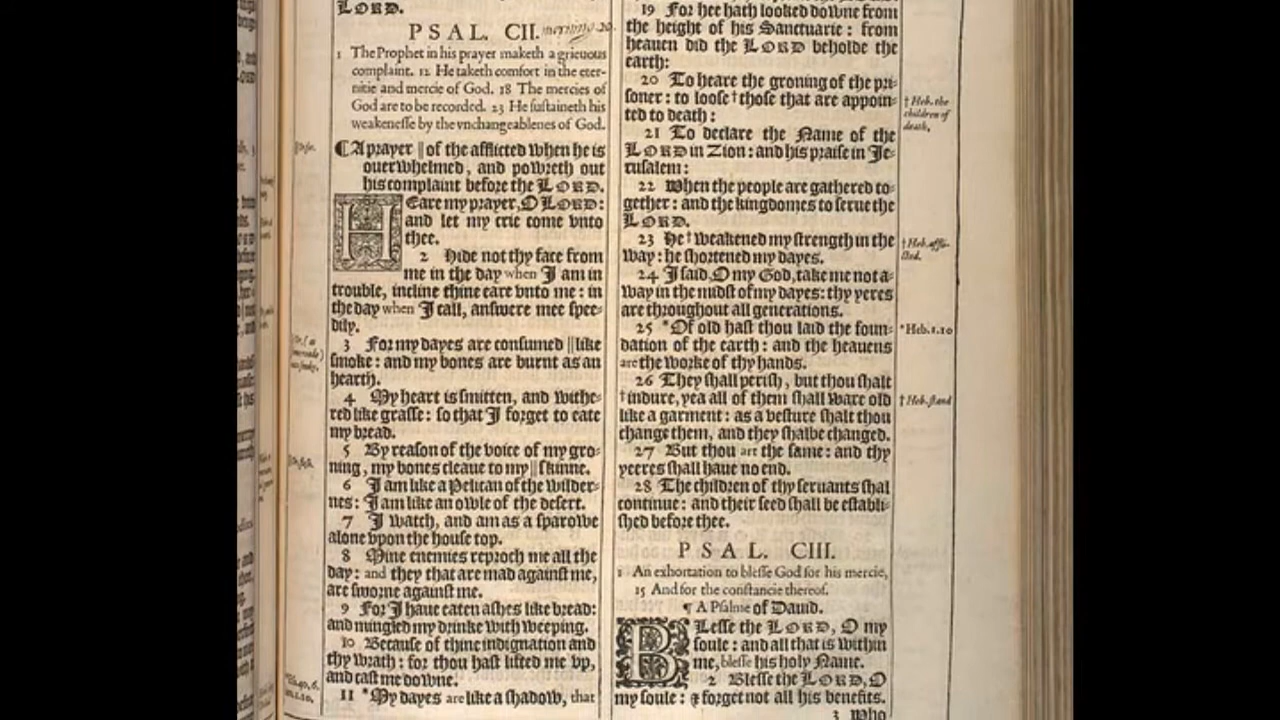 LORD.
PSAL. CII.
1 The Prophet in his prayer maketh a grieuous
complaint. 12 He taketh comfort in the eter-
nitie and mercie of God. 18 The mercies of
God are to be recorded. 23 He sustaineth his
weakenesse by the vnchangeablenes of God.
¶A prayer || of the afflicted when he is
ouerwhelmed, and powreth out
his complaint before the LORD.
HEare my prayer, O LORD:
and let my crie come vnto
thee.
2 Hide not thy face from
me in the day when I am in
trouble, incline thine eare vnto me: in
the day when I call, answere mee spee-
dily.
3 For my dayes are consumed || like
smoke: and my bones are burnt as an
hearth.
4 My heart is smitten, and withe-
red like grasse: so that I forget to eate
my bread.
5 By reason of the voice of my gro-
ning, my bones cleaue to my || skinne.
6 I am like a Pelican of the wilder-
nes: I am like an owle of the desert.
7 I watch, and am as a sparowe
alone vpon the house top.
8 Mine enemies reproch me all the
day: and they that are mad against me,
are sworne against me.
9 For I haue eaten ashes like bread:
and mingled my drinke with weeping.
10 Because of thine indignation and
thy wrath: for thou hast lifted me vp,
and cast me downe.
11 *My dayes are like a shadow, that
19 For hee hath looked downe from
the height of his Sanctuarie: from
heauen did the LORD beholde the
earth:
20 To heare the groning of the pri-
soner: to loose † those that are appoin-
ted to death:
21 To declare the Name of the
LORD in Zion: and his praise in Je-
rusalem:
22 When the people are gathered to-
gether: and the kingdomes to serue the
LORD.
23 He † weakened my strength in the
way: he shortened my dayes.
24 I said, O my God, take me not a-
way in the midst of my dayes: thy yeres
are throughout all generations.
25 *Of old hast thou laid the foun-
dation of the earth: and the heauens
are the worke of thy hands.
26 They shall perish, but thou shalt
† indure, yea all of them shall ware old
like a garment: as a vesture shalt thou
change them, and they shalbe changed.
27 But thou art the same: and thy
yeeres shall haue no end.
28 The children of thy seruants shal
continue: and their seed shall be establi-
shed before thee.
PSAL. CIII.
1 An exhortation to blesse God for his mercie,
15 And for the constancie thereof.
¶ A Psalme of Dauid.
BLesse the LORD, O my
soule: and all that is within
me, blesse his holy Name.
2 Blesse the LORD, O
my soule: & forget not all his benefits.
3 Who
† Heb. the
children of
death.
† Heb. affli-
cted.
*Heb.1.10
† Heb. stand